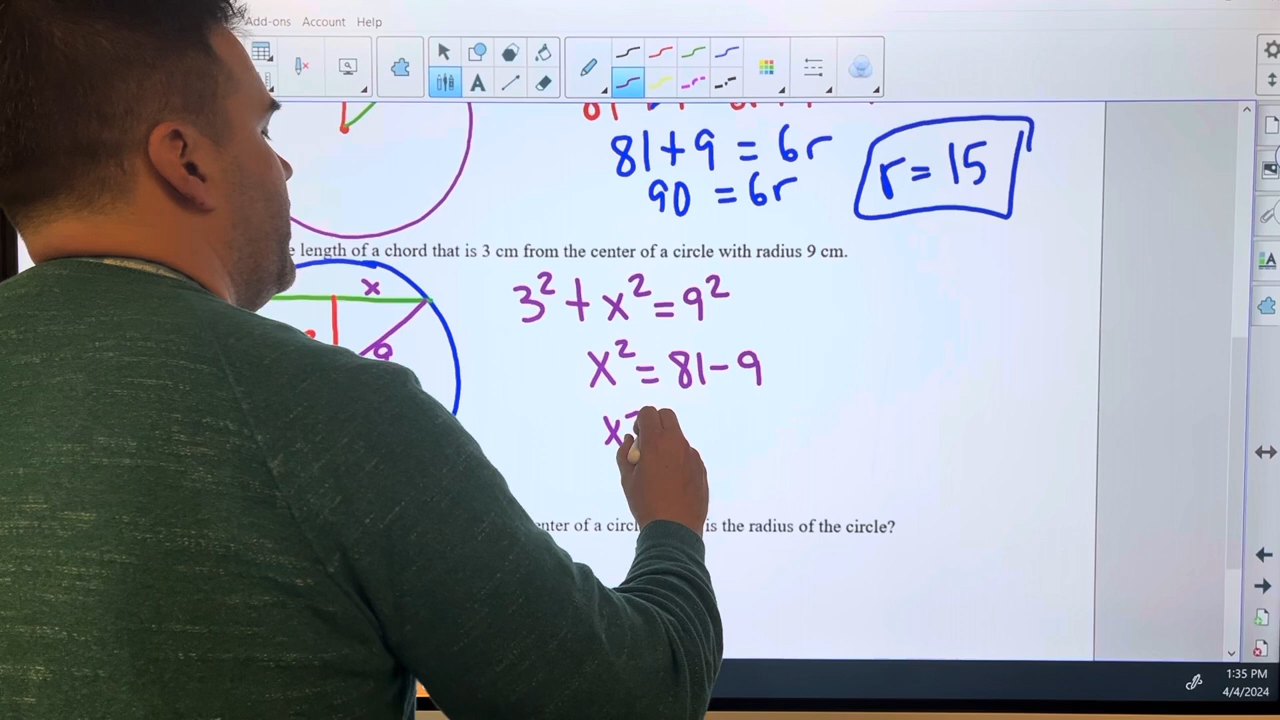 Add-ons Account Help
81+9 = 6r
90 = 6r
r = 15
length of a chord that is 3 cm from the center of a circle with radius 9 cm.
x
9
3² + x² = 9²
x² = 81-9
x
of a is the radius of the circle?
1:35 PM
4/4/2024